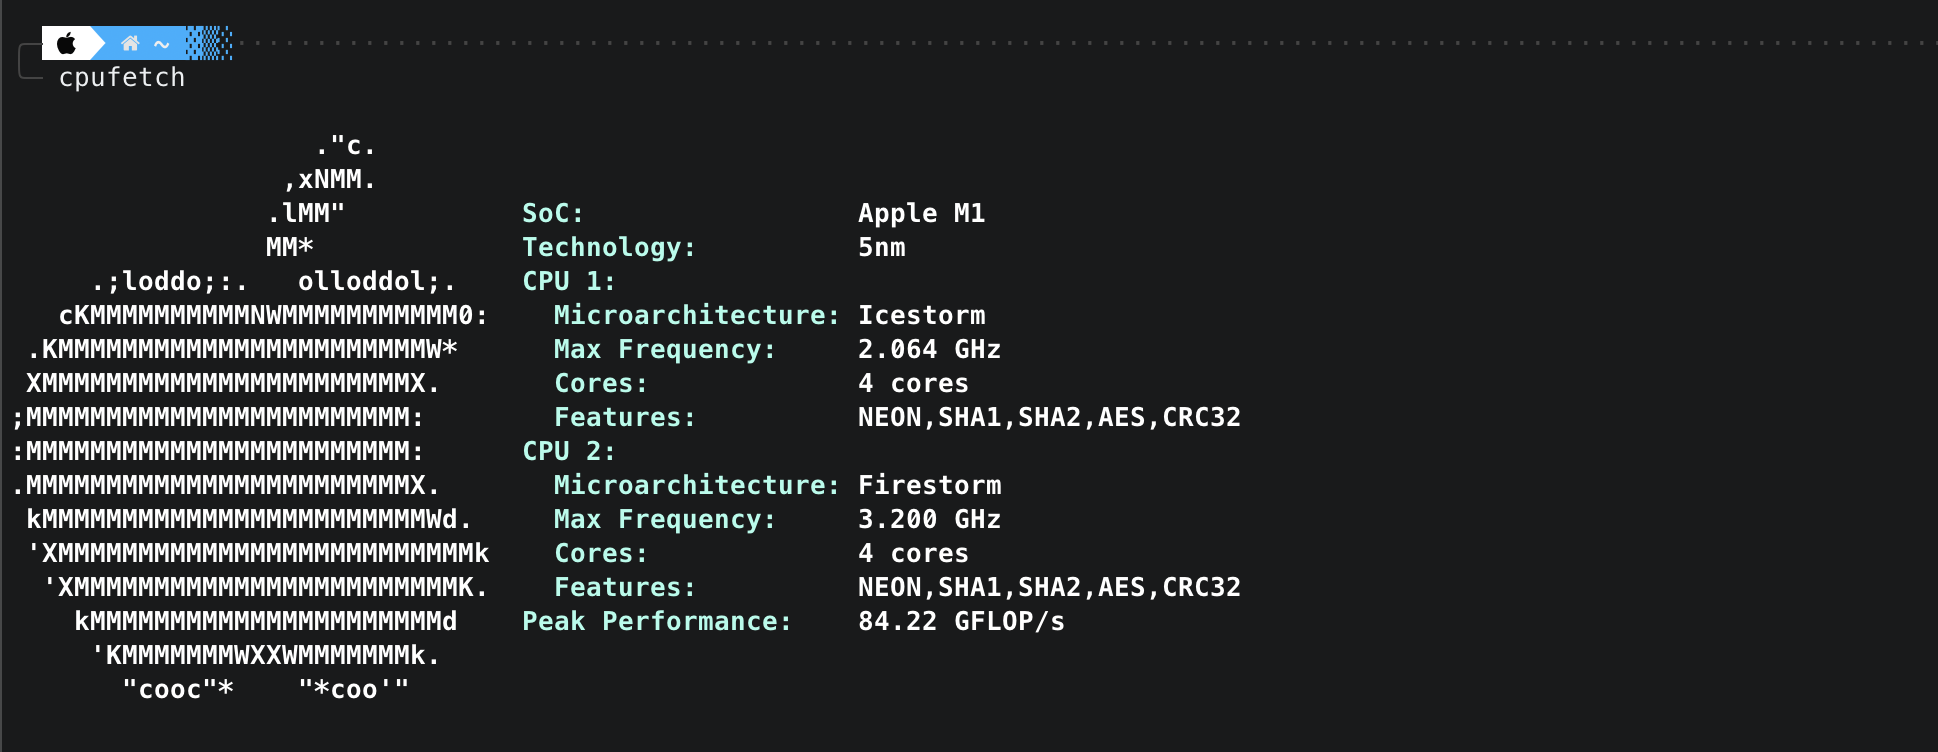 ~
cpufetch
."c.
,xNMM.
.lMM" SoC: Apple M1
MM* Technology: 5nm
.;loddo;:. olloddol;. CPU 1:
cKMMMMMMMMMMNWMMMMMMMMMMM0: Microarchitecture: Icestorm
.KMMMMMMMMMMMMMMMMMMMMMMMW* Max Frequency: 2.064 GHz
XMMMMMMMMMMMMMMMMMMMMMMMX. Cores: 4 cores
;MMMMMMMMMMMMMMMMMMMMMMMM: Features: NEON,SHA1,SHA2,AES,CRC32
:MMMMMMMMMMMMMMMMMMMMMMMM: CPU 2:
.MMMMMMMMMMMMMMMMMMMMMMMMX. Microarchitecture: Firestorm
kMMMMMMMMMMMMMMMMMMMMMMMMWd. Max Frequency: 3.200 GHz
'XMMMMMMMMMMMMMMMMMMMMMMMMMMk Cores: 4 cores
'XMMMMMMMMMMMMMMMMMMMMMMMMK. Features: NEON,SHA1,SHA2,AES,CRC32
kMMMMMMMMMMMMMMMMMMMMMMd Peak Performance: 84.22 GFLOP/s
'KMMMMMMMWXXWMMMMMMMk.
"cooc"* "*coo'"